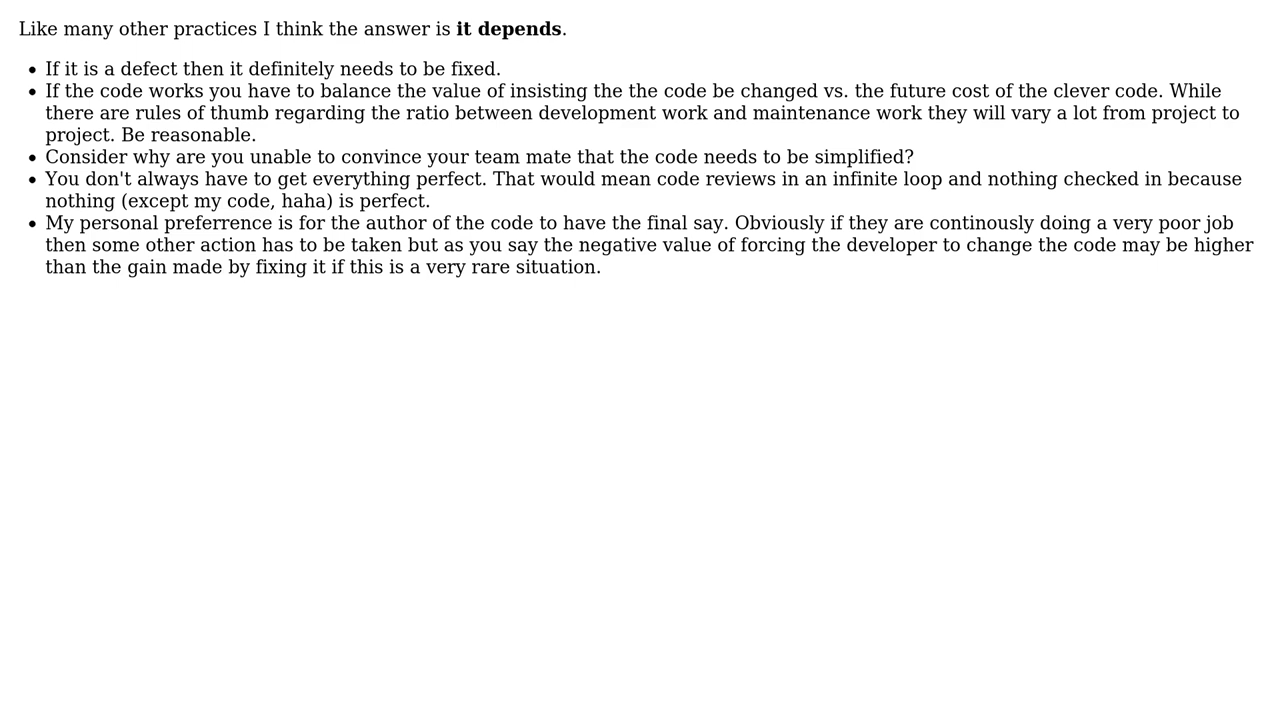 Like many other practices I think the answer is it depends.
• If it is a defect then it definitely needs to be fixed.
• If the code works you have to balance the value of insisting the the code be changed vs. the future cost of the clever code. While
there are rules of thumb regarding the ratio between development work and maintenance work they will vary a lot from project to
project. Be reasonable.
• Consider why are you unable to convince your team mate that the code needs to be simplified?
• You don't always have to get everything perfect. That would mean code reviews in an infinite loop and nothing checked in because
nothing (except my code, haha) is perfect.
• My personal preferrence is for the author of the code to have the final say. Obviously if they are continously doing a very poor job
then some other action has to be taken but as you say the negative value of forcing the developer to change the code may be higher
than the gain made by fixing it if this is a very rare situation.